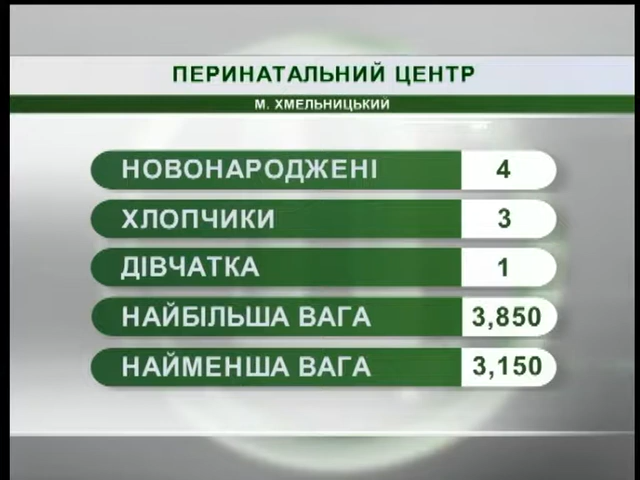 ПЕРИНАТАЛЬНИЙ ЦЕНТР
М. ХМЕЛЬНИЦЬКИЙ
НОВОНАРОДЖЕНІ 4
ХЛОПЧИКИ 3
ДІВЧАТКА 1
НАЙБІЛЬША ВАГА 3,850
НАЙМЕНША ВАГА 3,150